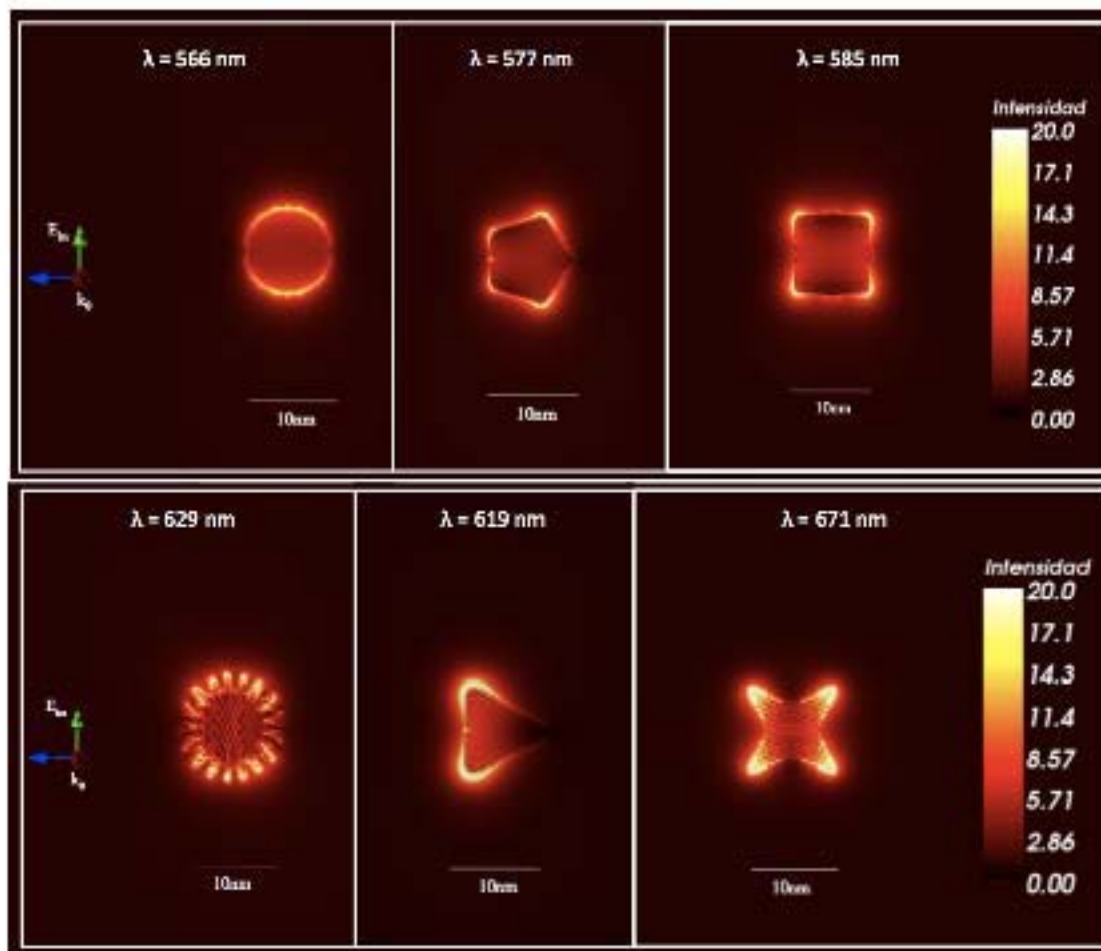 λ = 566 nm
λ = 577 nm
λ = 585 nm
Intensidad
20.0
17.1
14.3
11.4
8.57
5.71
2.86
0.00
k₀
10nm
10nm
10nm
λ = 629 nm
λ = 619 nm
λ = 671 nm
Intensidad
20.0
17.1
14.3
11.4
8.57
5.71
2.86
0.00
10nm
10nm
10nm